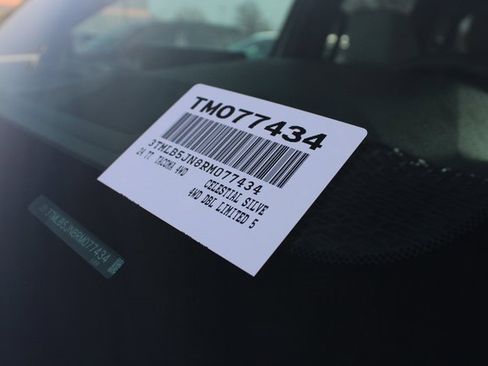 TM077434
3TMLB5JN8RM077434
24 TT TACOMA 4WD
CELESTIAL SILVE
4WD DBL LIMITED 5
3TMLB5JN8RM077434